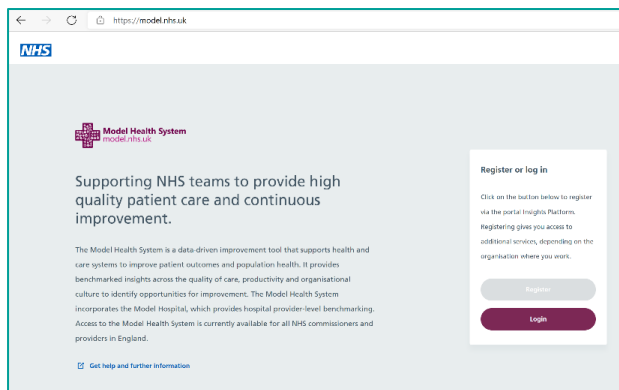 https://model.nhs.uk
NHS
Model Health System
model.nhs.uk
Supporting NHS teams to provide high
quality patient care and continuous
improvement.
The Model Health System is a data-driven improvement tool that supports health and
care systems to improve patient outcomes and population health. It provides
benchmarked insights across the quality of care, productivity and organisational
culture to identify opportunities for improvement. The Model Health System
incorporates the Model Hospital, which provides hospital provider-level benchmarking.
Access to the Model Health System is currently available for all NHS commissioners and
providers in England.
Get help and further information
Register or log in
Click on the button below to register
via the portal Insights Platform.
Registering gives you access to
additional services, depending on the
organisation where you work.
Register
Login